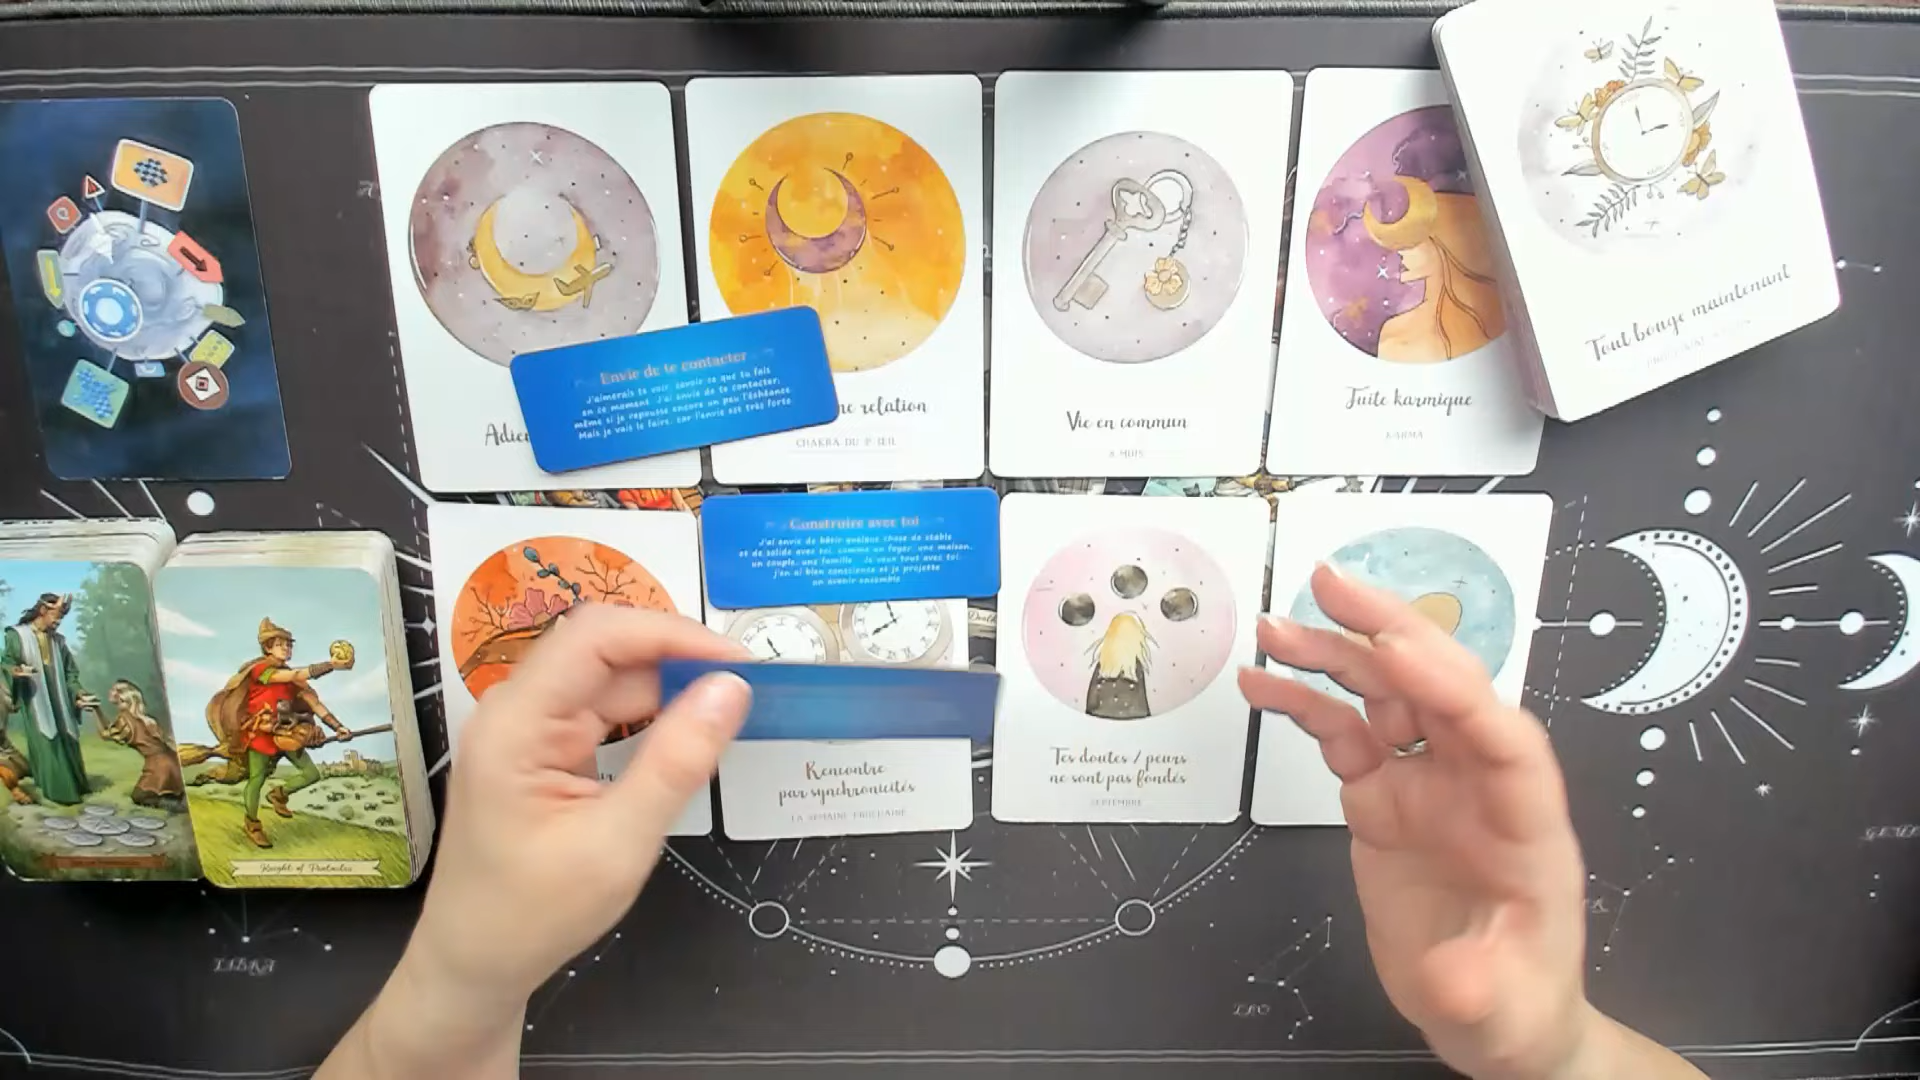 Envie de te contacter
J'aimerais te voir, savoir ce que tu fais
en ce moment. J'ai envie de te contacter,
même si je repousse encore un peu l'échéance
Mais je vais le faire, car l'envie est très forte
Adieu
ne relation
CHAKRA DU 3E ŒIL
Vie en commun
8 MOIS
Fuite karmique
KARMA
Tout bouge maintenant
Construire avec toi
J'ai envie de bâtir quelque chose de stable
et de solide avec toi, comme un foyer, une maison,
un couple, une famille. Je veux tout avec toi,
j'en ai bien conscience et je projette
un avenir ensemble
Death
Rencontre
par synchronicités
LA SEMAINE PROCHAINE
Tes doutes / peurs
ne sont pas fondés
SEPTEMBRE
Knight of Pentacles
LIBRA
LEO